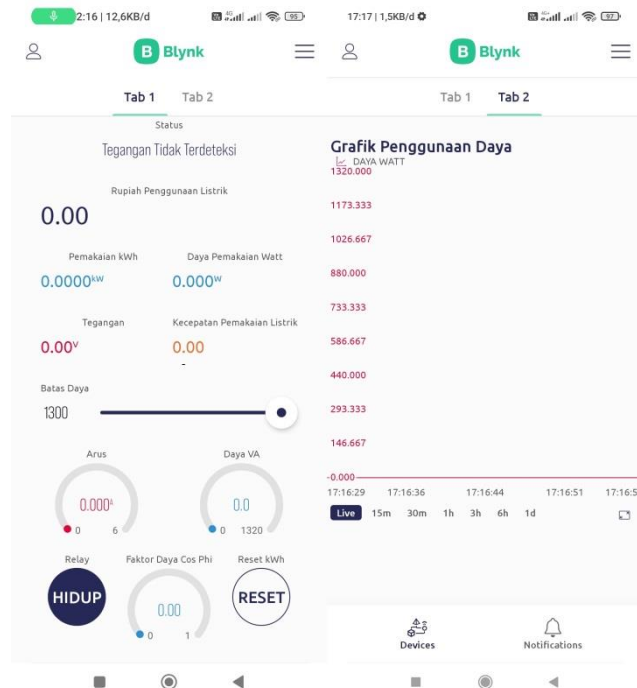 2:16 | 12,6KB/d
4G
95
Blynk
Tab 1 Tab 2
Status
Tegangan Tidak Terdeteksi
Rupiah Penggunaan Listrik
0.00
Pemakaian kWh Daya Pemakaian Watt
0.0000kW 0.000W
Tegangan Kecepatan Pemakaian Listrik
0.00V 0.00
-
Batas Daya
1300
Arus Daya VA
0.000A 0.0
0 6 0 1320
Relay Faktor Daya Cos Phi Reset kWh
HIDUP 0.00 RESET
0 1
17:17 | 1,5KB/d
97
Blynk
Tab 1 Tab 2
Grafik Penggunaan Daya
DAYA WATT
1320.000
1173.333
1026.667
880.000
733.333
586.667
440.000
293.333
146.667
-0.000
17:16:29 17:16:36 17:16:44 17:16:51 17:16:5
Live 15m 30m 1h 3h 6h 1d
Devices Notifications